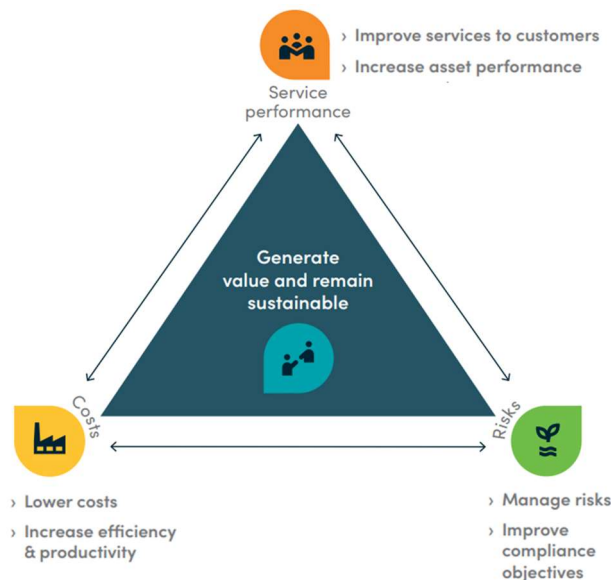 › Improve services to customers
› Increase asset performance
Service
performance
Generate
value and remain
sustainable
Costs
Risks
› Lower costs
› Increase efficiency
& productivity
› Manage risks
› Improve
compliance
objectives